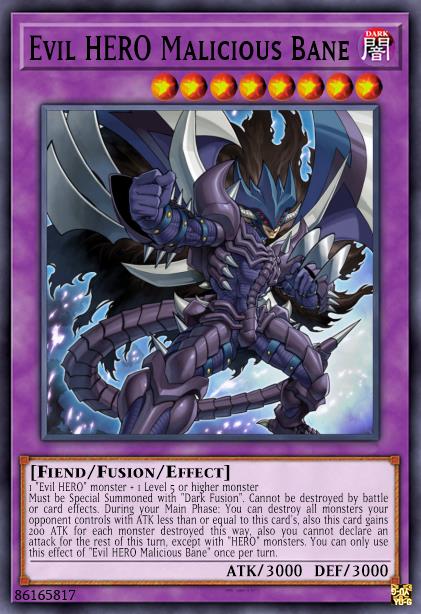 Evil HERO Malicious Bane
DARK
闇
[Fiend/Fusion/Effect]
1 "Evil HERO" monster + 1 Level 5 or higher monster
Must be Special Summoned with "Dark Fusion". Cannot be destroyed by battle
or card effects. During your Main Phase: You can destroy all monsters your
opponent controls with ATK less than or equal to this card's, also this card gains
200 ATK for each monster destroyed this way, also you cannot declare an
attack for the rest of this turn, except with "HERO" monsters. You can only use
this effect of "Evil HERO Malicious Bane" once per turn.
ATK/3000 DEF/3000
86165817